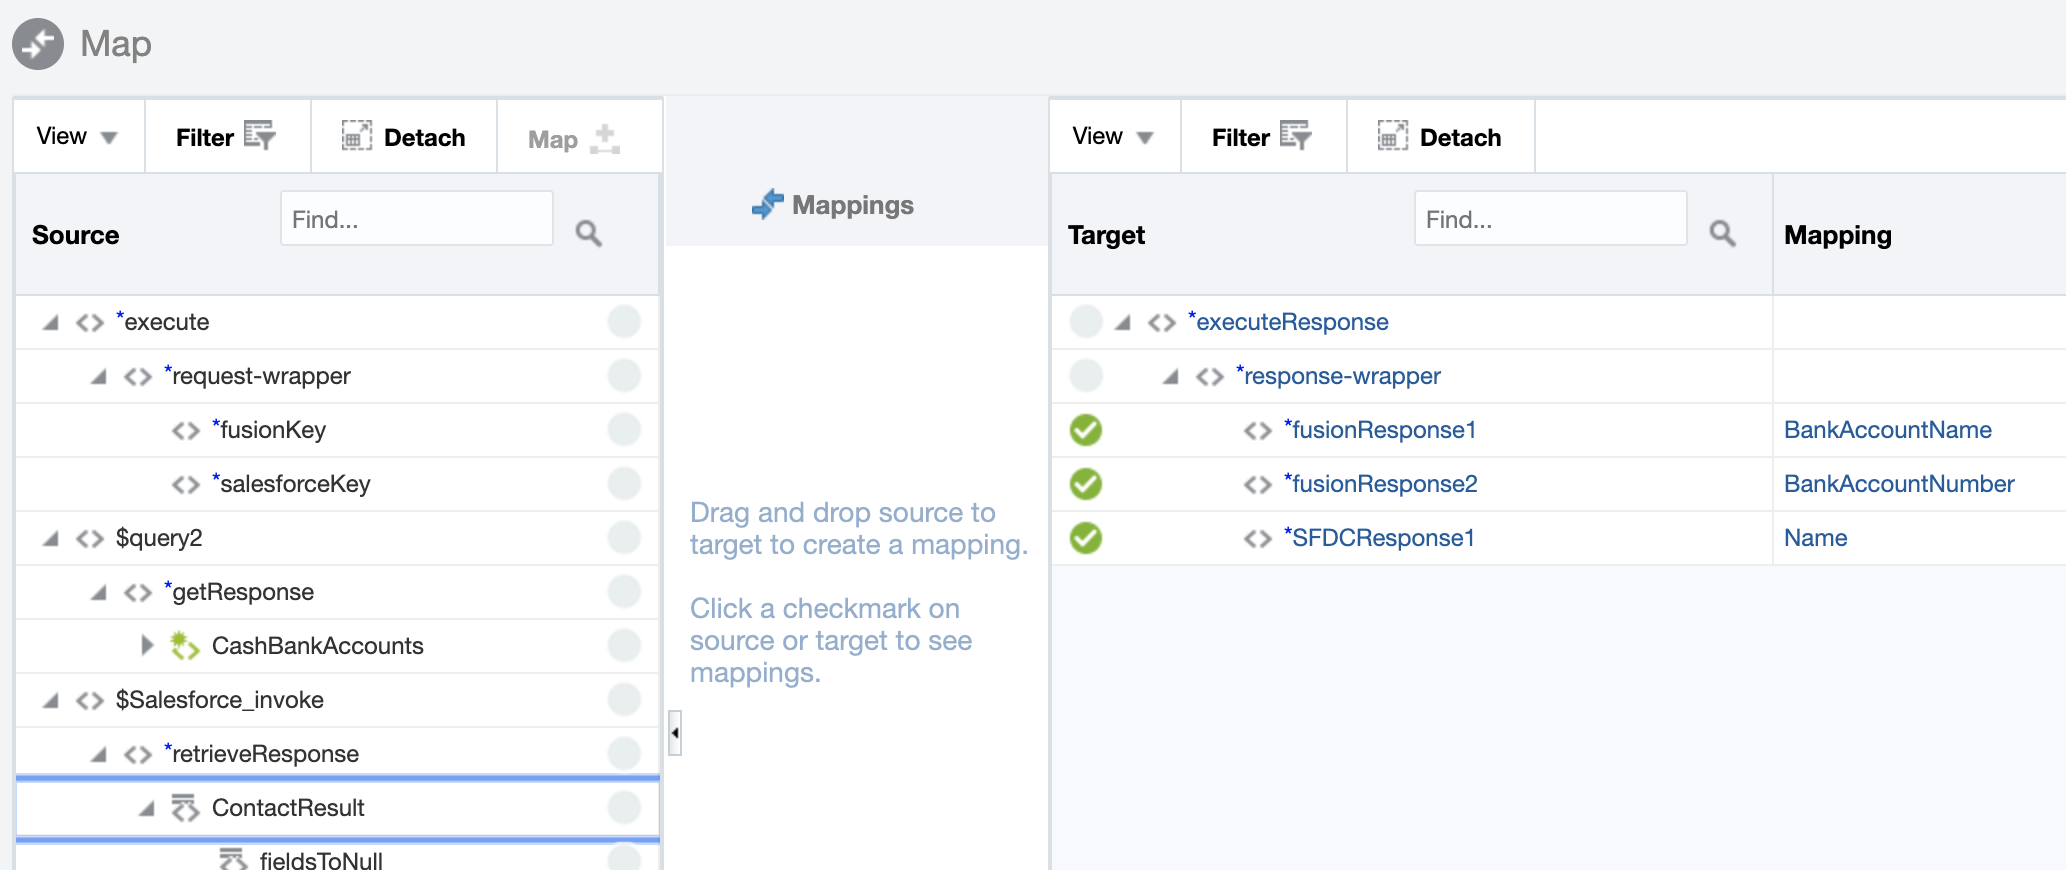 Map
View
Filter
Detach
Map
Source
Find...
*execute
*request-wrapper
*fusionKey
*salesforceKey
$query2
*getResponse
CashBankAccounts
$Salesforce_invoke
*retrieveResponse
ContactResult
fieldsToNull
Mappings
Drag and drop source to
target to create a mapping.
Click a checkmark on
source or target to see
mappings.
View
Filter
Detach
Target
Find...
Mapping
*executeResponse
*response-wrapper
*fusionResponse1 BankAccountName
*fusionResponse2 BankAccountNumber
*SFDCResponse1 Name